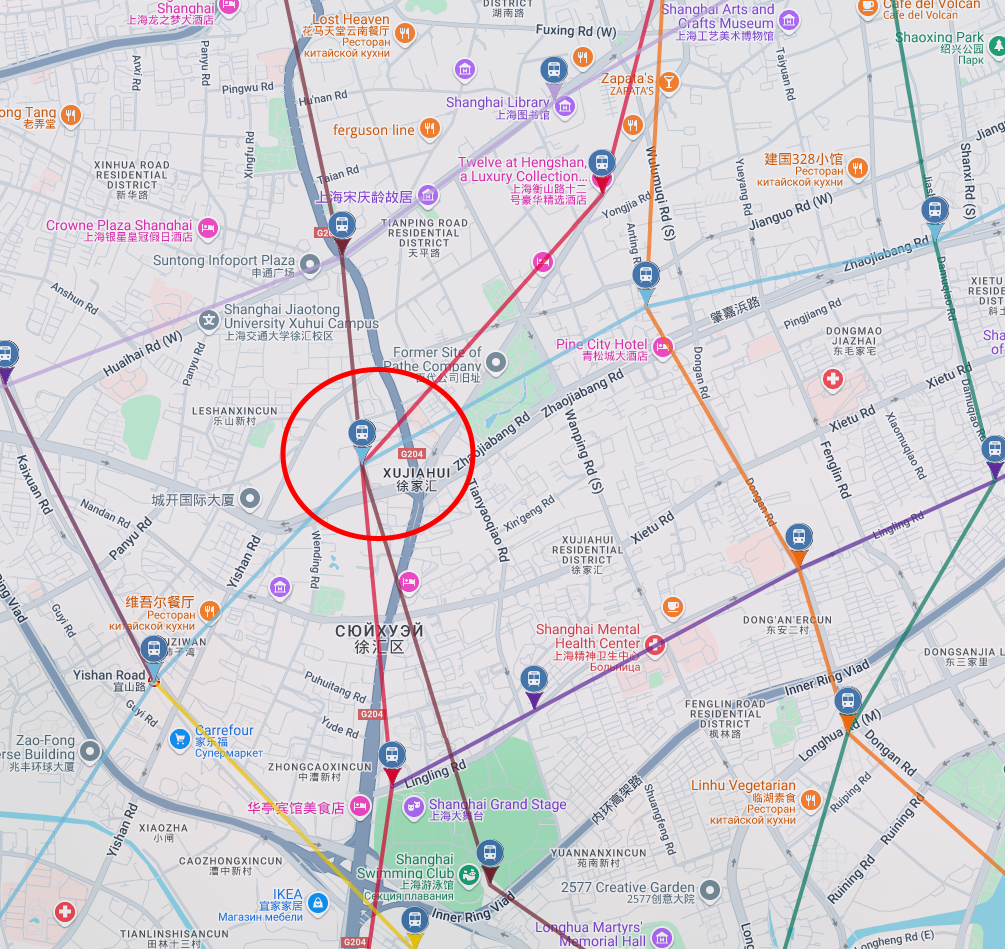 Shanghai
上海龙之梦大酒店
Lost Heaven
花马天堂云南餐厅
Ресторан
китайской кухни
DISTRICT
湖南路
Fuxing Rd (W)
Shanghai Arts and
Crafts Museum
上海工艺美术博物馆
Cafe del Volcan
Cafe del Volcan
Shaoxing Park
绍兴公园
Парк
Panyu Rd
Anxi Rd
Pingwu Rd
Hu'nan Rd
Taiyuan Rd
Zapata's
ZAPATA'S
Shanghai Library
上海图书馆
ong Tang
老弄堂
ferguson line
Xingfu Rd
XINHUA ROAD
RESIDENTIAL
DISTRICT
新华路
Taian Rd
Twelve at Hengshan,
a Luxury Collection...
上海衡山路十二
号豪华精选酒店
Wulumuqi Rd (S)
建国328小馆
Ресторан
китайской кухни
Yueyang Rd
Shanxi Rd (S)
上海宋庆龄故居
Yongjia Rd
Jianguo Rd (W)
Crowne Plaza Shanghai
上海银星皇冠假日酒店
TIANPING ROAD
RESIDENTIAL
DISTRICT
天平路
Suntong Infoport Plaza
申通广场
Anting Rd
Zhaojiabang Rd
Damuqiao Rd
Anshun Rd
肇嘉浜路
Pingjiang Rd
Shanghai Jiaotong
University Xuhui Campus
上海交通大学徐汇校区
Huaihai Rd (W)
Panyu Rd
Former Site of
Pathe Company
Pine City Hotel
青松城大酒店
Dongan Rd
DONGMAO
JIAZHAI
东毛家宅
Xietu Rd
Damuqiao Rd
Zhaojiabang Rd
LESHANXINCUN
乐山新村
Wanping Rd (S)
Xietu Rd
Xiaomuqiao Rd
Fenglin Rd
G204
Zhaojiabang Rd
XUJIAHUI
徐家汇
Kaixuan Rd
城开国际大厦
Nandan Rd
Panyu Rd
Tianyaoqiao Rd
Xin'geng Rd
Dongan Rd
Xietu Rd
Lingling Rd
Yishan Rd
Wending Rd
XUJIAHUI
RESIDENTIAL
DISTRICT
徐家汇
Guyi Rd
维吾尔餐厅
Ресторан
китайской кухни
СЮЙХУЭЙ
徐汇区
Shanghai Mental
Health Center
上海精神卫生中心
Больница
DONG'AN'ERCUN
东安二村
DONGSANJIA L
东三家里
Yishan Road
宜山路
Puhuitang Rd
Inner Ring Viad
Guyi Rd
G204
Yude Rd
FENGLIN ROAD
RESIDENTIAL
DISTRICT
枫林路
Longhua Rd (M)
Carrefour
家乐福
Супермаркет
Zao-Fong
erse Building
兆丰环球大厦
Dongan Rd
ZHONGCAOXINCUN
中漕新村
Lingling Rd
内环高架路
Linhu Vegetarian
临湖素食
Ресторан
китайской кухни
Ruiping Rd
华亭宾馆美食店
Shanghai Grand Stage
上海大舞台
Shuangfeng Rd
Ruining Rd
Yishan Rd
XIAOZHA
小闸
CAOZHONGXINCUN
漕中新村
Shanghai
Swimming Club
上海游泳馆
Секция плавания
YUANNANXINCUN
苑南新村
2577 Creative Garden
2577创意大院
Ruining Rd
IKEA
宜家家居
Магазин мебели
Inner Ring Viad
TIANLINSHISANCUN
田林十三村
G204
Longhua Martyrs'
Memorial Hall
Longheng Rd (E)